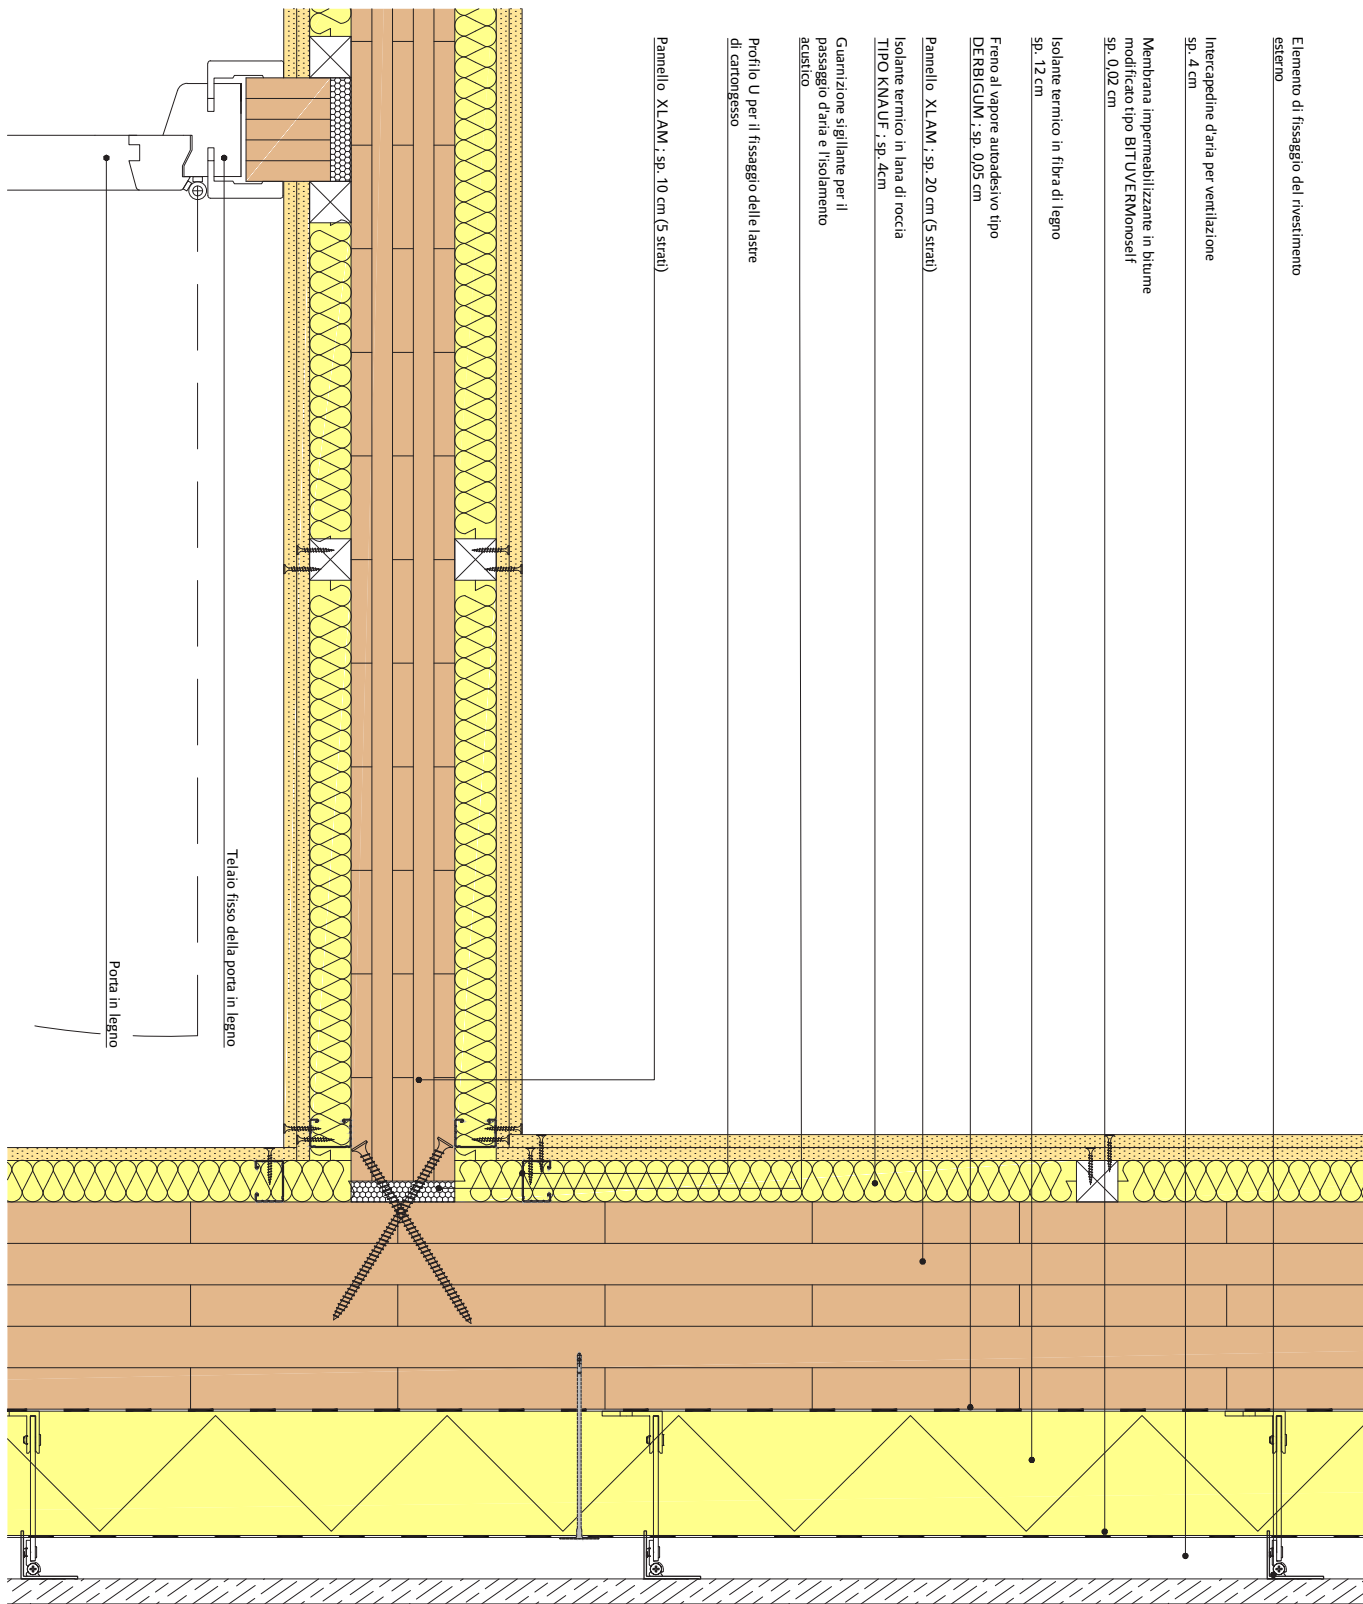 Elemento di fissaggio del rivestimento
esterno
Intercapedine d'aria per ventilazione
sp. 4 cm
Membrana impermeabilizzante in bitume
modificato tipo BITUVERMonoself
sp. 0,02 cm
Isolante termico in fibra di legno
sp. 12 cm
Freno al vapore autoadesivo tipo
DERBIGUM ; sp. 0,05 cm
Pannello XLAM ; sp. 20 cm (5 strati)
Isolante termico in lana di roccia
TIPO KNAUF ; sp. 4cm
Guarnizione sigillante per il
passaggio d'aria e l'isolamento
acustico
Profilo U per il fissaggio delle lastre
di cartongesso
Pannello XLAM ; sp. 10 cm (5 strati)
Telaio fisso della porta in legno
Porta in legno